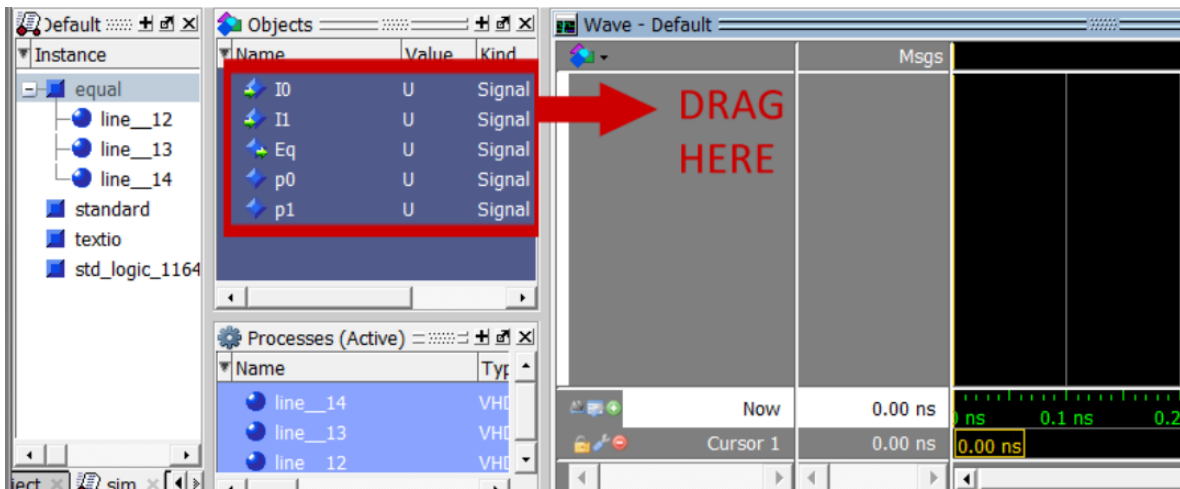 Default
Instance
equal
line__12
line__13
line__14
standard
textio
std_logic_1164
sim
Objects
Name Value Kind
I0 U Signal
I1 U Signal
Eq U Signal
p0 U Signal
p1 U Signal
Processes (Active)
Name
line__14
line__13
line__12
Wave - Default
Msgs
DRAG
HERE
Now 0.00 ns
ns 0.1 ns 0.2
Cursor 1 0.00 ns 0.00 ns